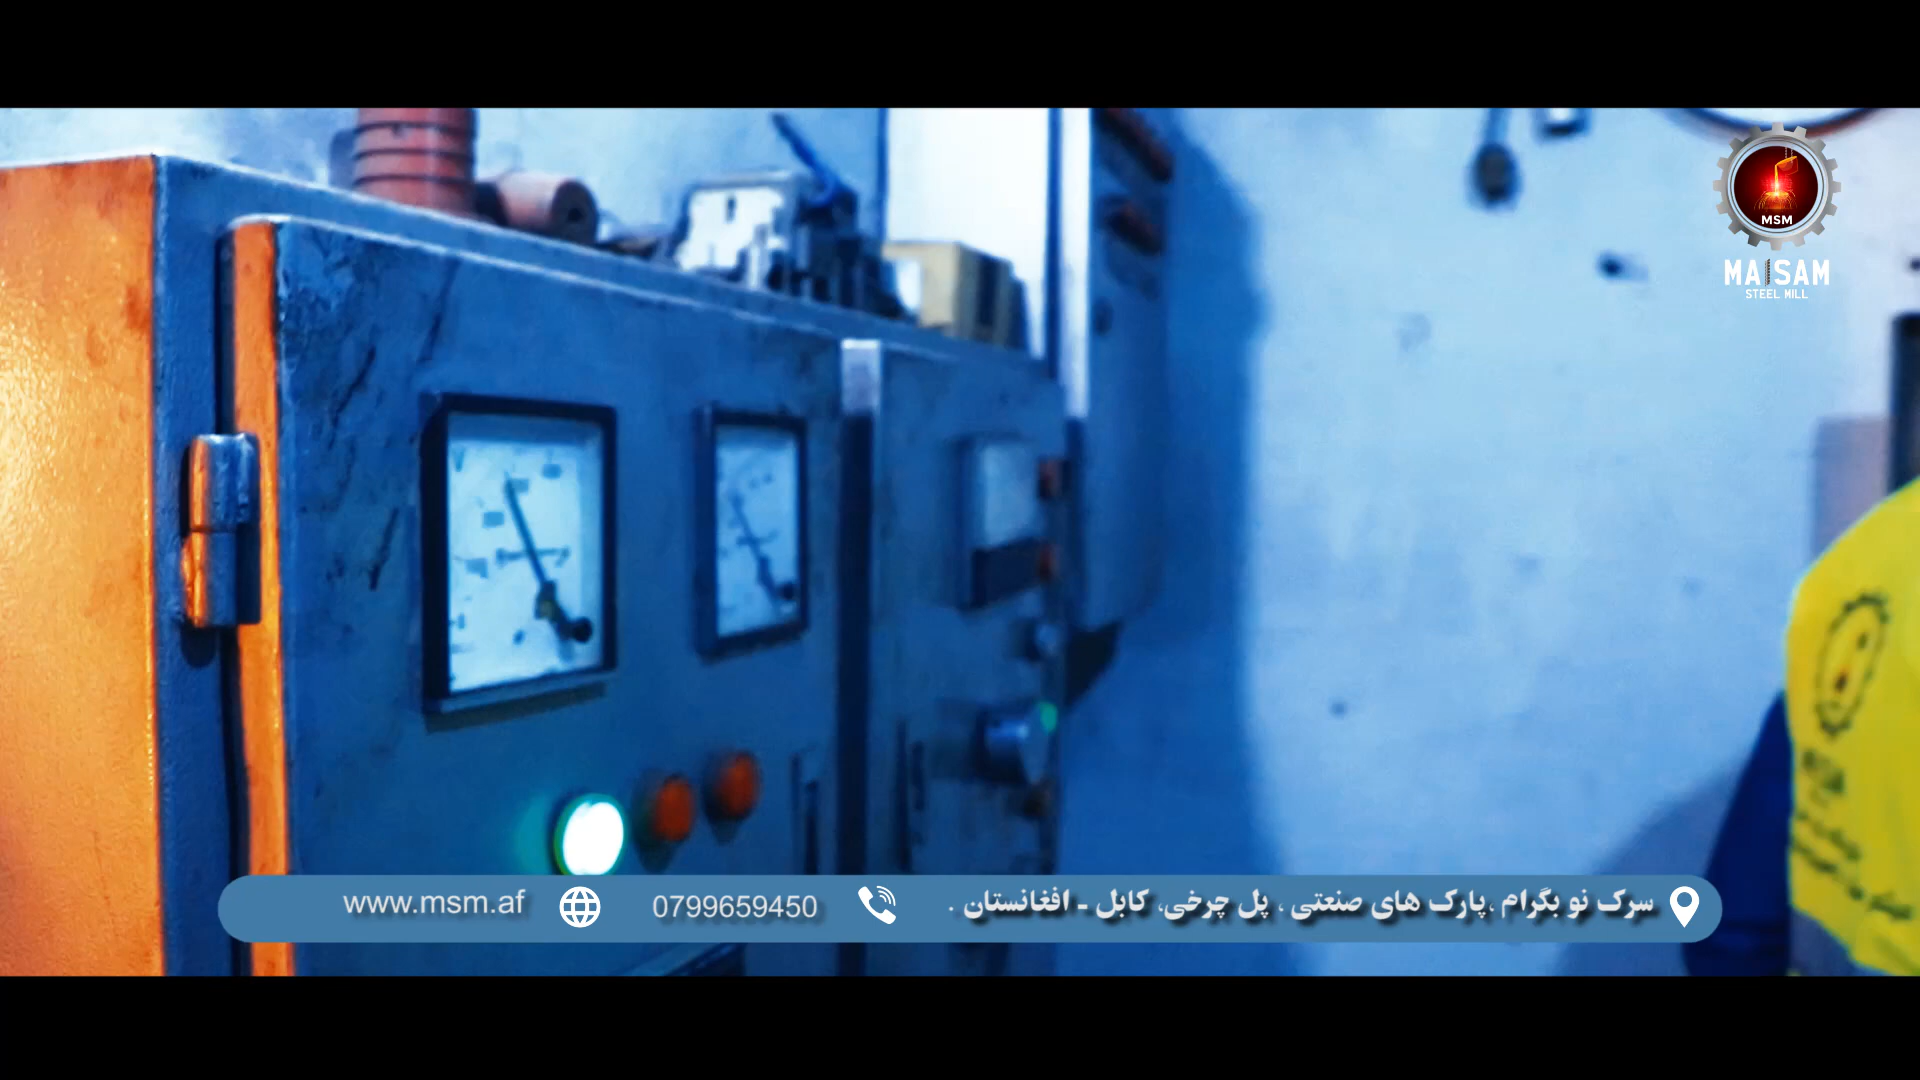 MSM
MAISAM
STEEL MILL
سرک نو بگرام ،پارک های صنعتی ، پل چرخی، کابل - افغانستان .
0799659450
www.msm.af